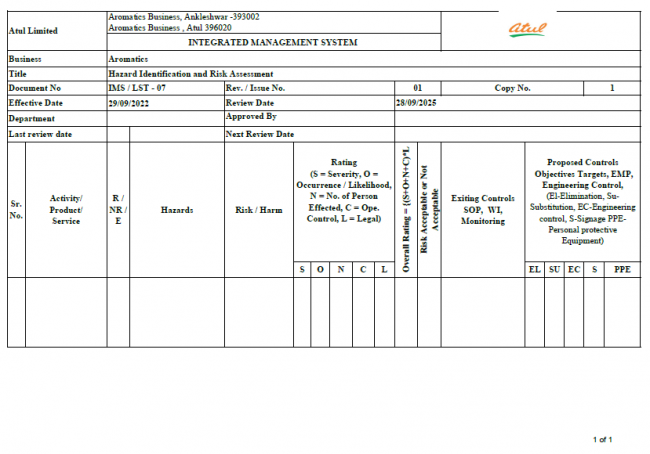 Atul Limited
Aromatics Business, Ankleshwar -393002
Aromatics Business , Atul 396020
atul
INTEGRATED MANAGEMENT SYSTEM
Business Aromatics
Title Hazard Identification and Risk Assessment
Document No IMS / LST - 07 Rev. / Issue No. 01 Copy No. 1
Effective Date 29/09/2022 Review Date 28/09/2025
Department Approved By
Last review date Next Review Date
Sr. No.
Activity/
Product/
Service
R /
NR /
E
Hazards
Risk / Harm
Rating
(S = Severity, O =
Occurrence / Likelihood,
N = No. of Person
Effected, C = Ope.
Control, L = Legal)
S O N C L
Overall Rating = {(S+O+N+C)*L
Risk Acceptable or Not
Acceptable
Exiting Controls
SOP, WI,
Monitoring
Proposed Controls
Objectives Targets, EMP,
Engineering Control,
(El-Elimination, Su-
Substitution, EC-Engineering
control, S-Signage PPE-
Personal protective
Equipment)
EL SU EC S PPE
1 of 1